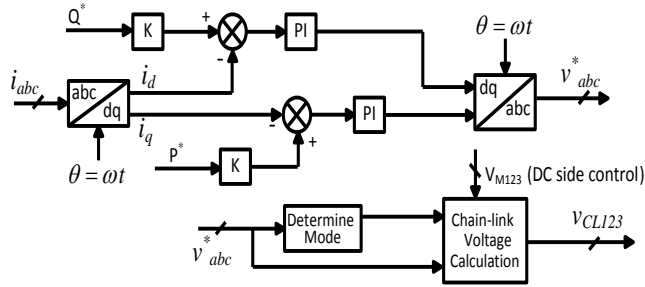 Q*
K
+
-
PI
θ = ωt
i_abc
abc
dq
i_d
i_q
-
+
PI
dq
abc
v*_abc
θ = ωt
P*
K
V_M123 (DC side control)
v*_abc
Determine
Mode
Chain-link
Voltage
Calculation
v_CL123